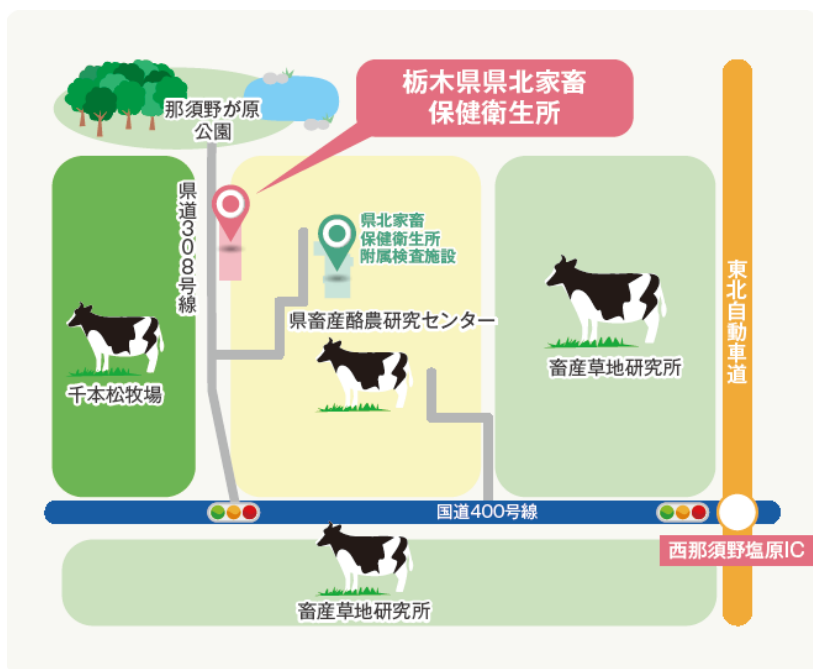 栃木県県北家畜
保健衛生所
那須野が原
公園
県道308号線
県北家畜
保健衛生所
附属検査施設
県畜産酪農研究センター
千本松牧場
畜産草地研究所
東北自動車道
国道400号線
西那須野塩原IC
畜産草地研究所